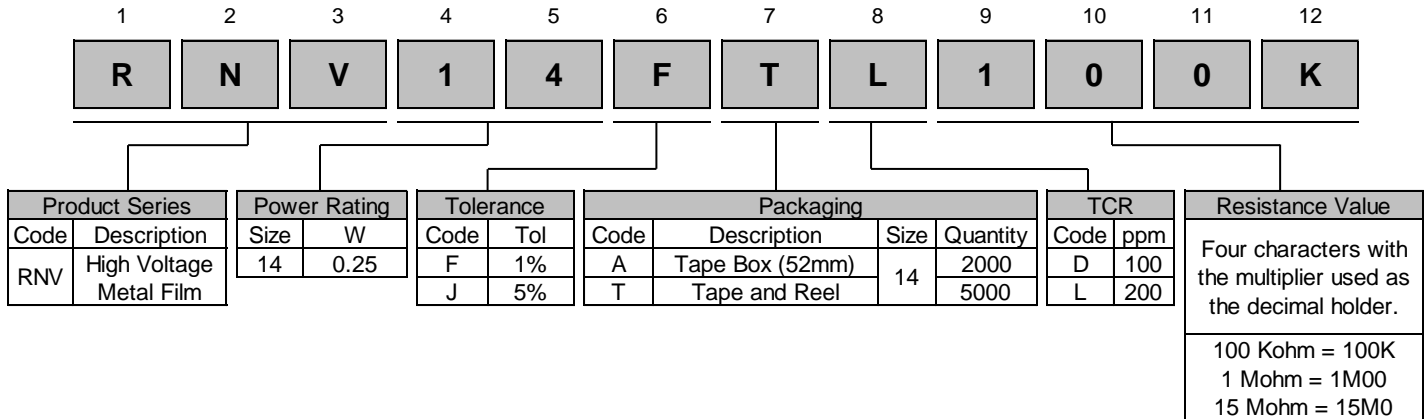 1 2 3 4 5 6 7 8 9 10 11 12
R N V 1 4 F T L 1 0 0 K
Product Series
Code Description
RNV High Voltage
Metal Film
Power Rating
Size W
14 0.25
Tolerance
Code Tol
F 1%
J 5%
Packaging
Code Description Size Quantity
A Tape Box (52mm) 14 2000
T Tape and Reel 5000
TCR
Code ppm
D 100
L 200
Resistance Value
Four characters with
the multiplier used as
the decimal holder.
100 Kohm = 100K
1 Mohm = 1M00
15 Mohm = 15M0